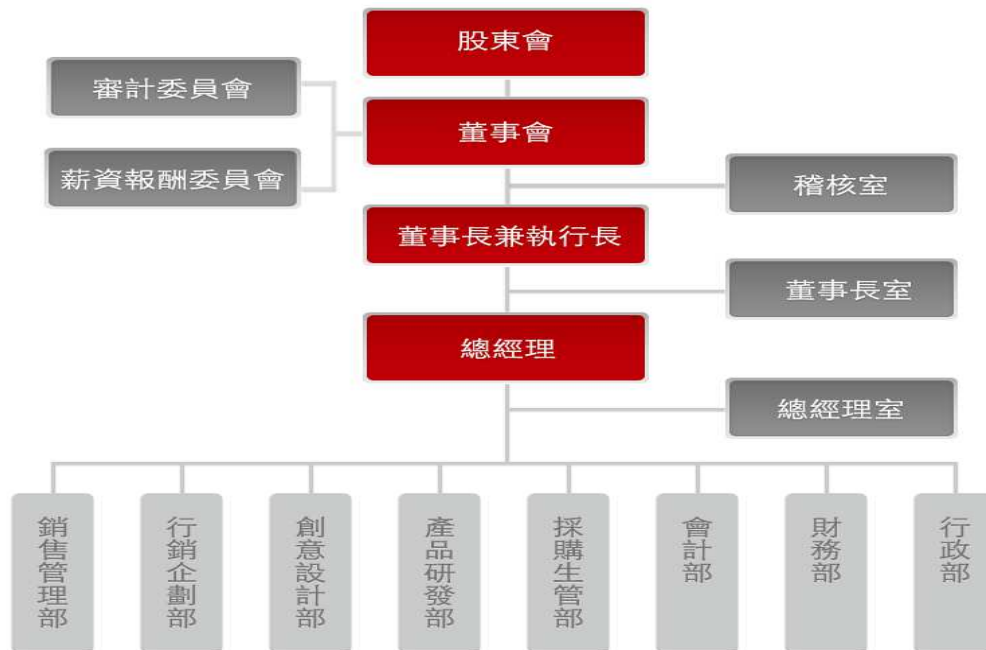 股東會
審計委員會
董事會
薪資報酬委員會
稽核室
董事長兼執行長
董事長室
總經理
總經理室
銷售管理部
行銷企劃部
創意設計部
產品研發部
採購生管部
會計部
財務部
行政部